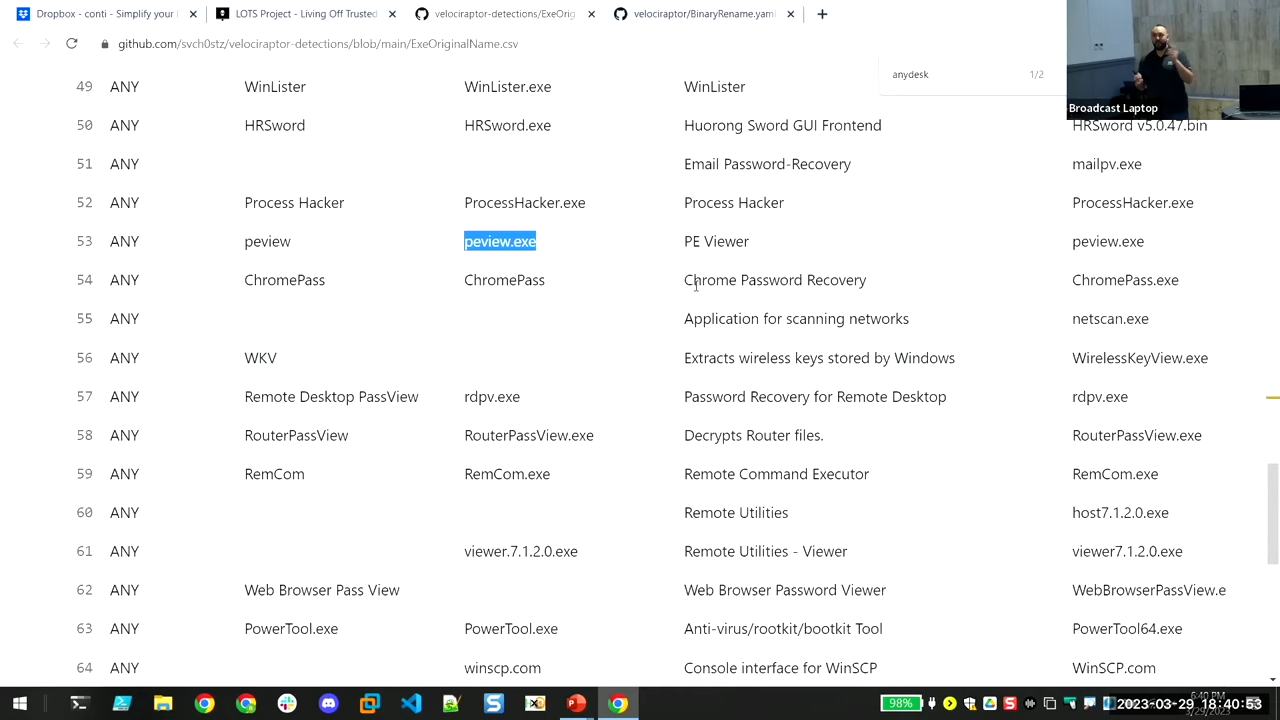 Dropbox - conti - Simplify your
LOTS Project - Living Off Trusted
velociraptor-detections/ExeOrig
velociraptor/BinaryRename.yaml
github.com/svch0stz/velociraptor-detections/blob/main/ExeOriginalName.csv
anydesk 1/2
Broadcast Laptop
49 ANY WinLister WinLister.exe WinLister
50 ANY HRSword HRSword.exe Huorong Sword GUI Frontend HRSword v5.0.47.bin
51 ANY Email Password-Recovery mailpv.exe
52 ANY Process Hacker ProcessHacker.exe Process Hacker ProcessHacker.exe
53 ANY peview peview.exe PE Viewer peview.exe
54 ANY ChromePass ChromePass Chrome Password Recovery ChromePass.exe
55 ANY Application for scanning networks netscan.exe
56 ANY WKV Extracts wireless keys stored by Windows WirelessKeyView.exe
57 ANY Remote Desktop PassView rdpv.exe Password Recovery for Remote Desktop rdpv.exe
58 ANY RouterPassView RouterPassView.exe Decrypts Router files. RouterPassView.exe
59 ANY RemCom RemCom.exe Remote Command Executor RemCom.exe
60 ANY Remote Utilities host7.1.2.0.exe
61 ANY viewer.7.1.2.0.exe Remote Utilities - Viewer viewer7.1.2.0.exe
62 ANY Web Browser Pass View Web Browser Password Viewer WebBrowserPassView.e
63 ANY PowerTool.exe PowerTool.exe Anti-virus/rootkit/bootkit Tool PowerTool64.exe
64 ANY winscp.com Console interface for WinSCP WinSCP.com
98%
6:40 PM
2023-03-29 18:40:53